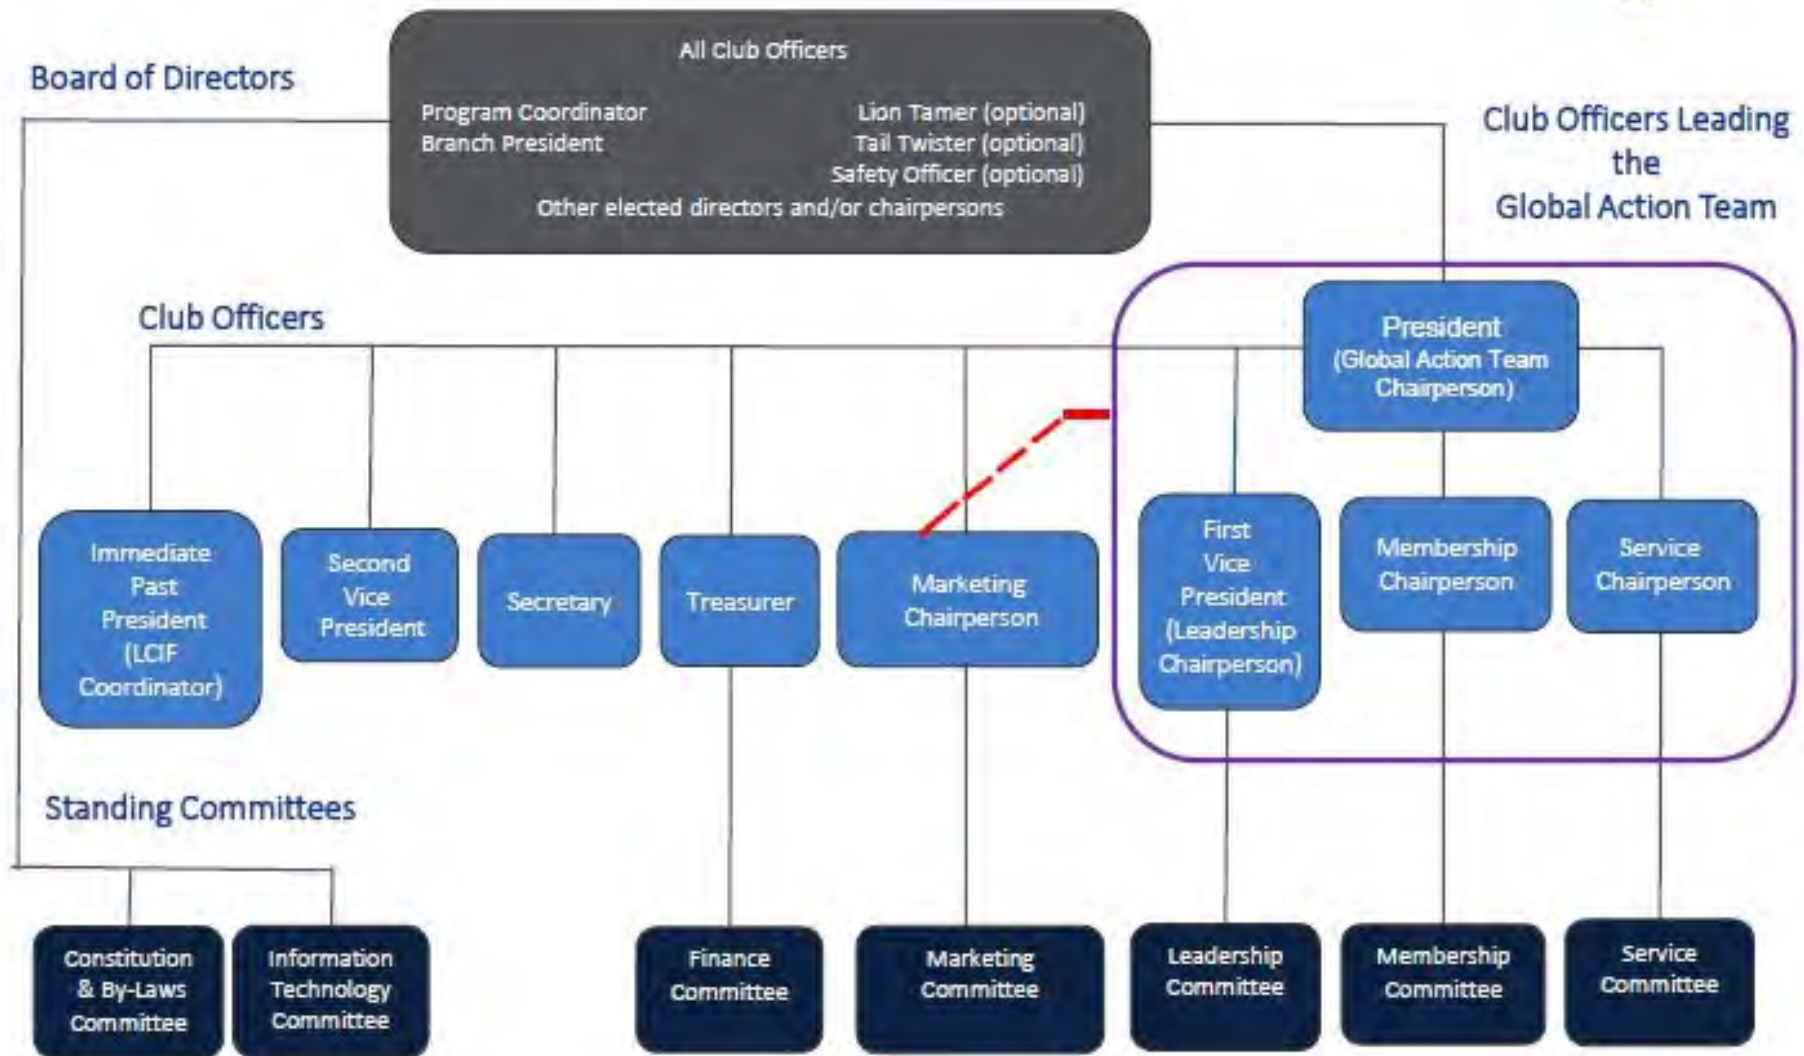 Board of Directors
All Club Officers
Program Coordinator
Branch President
Lion Tamer (optional)
Tail Twister (optional)
Safety Officer (optional)
Other elected directors and/or chairpersons
Club Officers Leading
the
Global Action Team
Club Officers
President
(Global Action Team
Chairperson)
Immediate
Past
President
(LCIF
Coordinator)
Second
Vice
President
Secretary
Treasurer
Marketing
Chairperson
First
Vice
President
(Leadership
Chairperson)
Membership
Chairperson
Service
Chairperson
Standing Committees
Constitution
& By-Laws
Committee
Information
Technology
Committee
Finance
Committee
Marketing
Committee
Leadership
Committee
Membership
Committee
Service
Committee